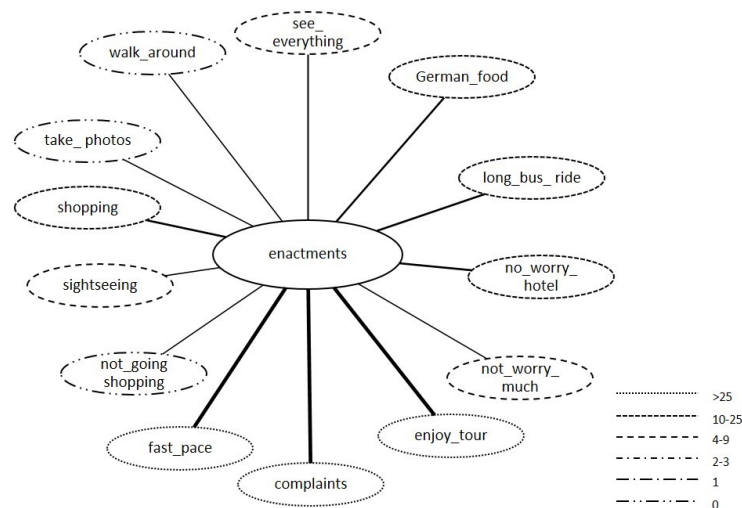 see_
everything
walk_around
German_food
take_ photos
long_bus_ ride
shopping
enactments
no_worry_
hotel
sightseeing
not_going
shopping
not_worry_
much
enjoy_tour
fast_pace
complaints
>25
10-25
4-9
2-3
1
0